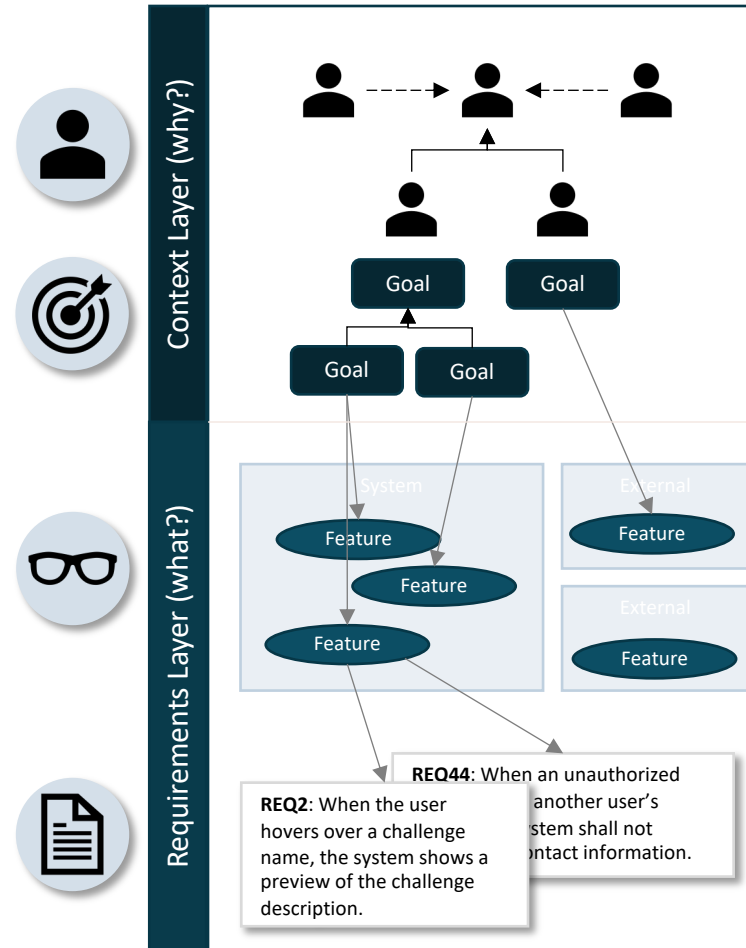 Context Layer (why?)
Goal
Goal
Goal
Goal
Requirements Layer (what?)
System
External
Feature
Feature
Feature
Feature
External
Feature
REQ44: When an unauthorized
another user's
shall not
information.
REQ2: When the user
hovers over a challenge
name, the system shows a
preview of the challenge
description.